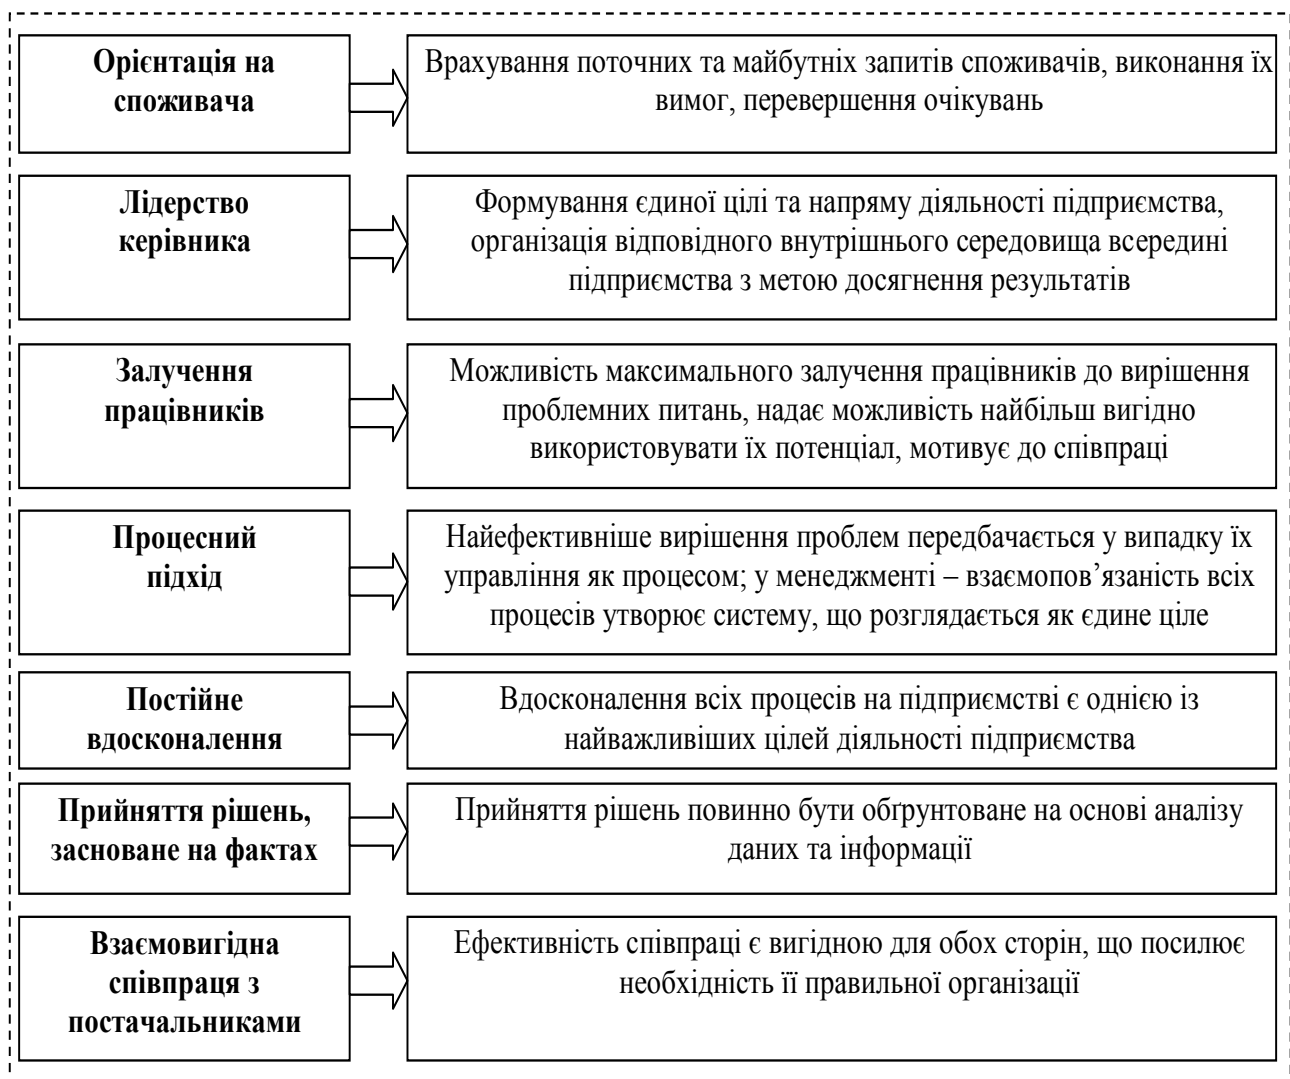 Орієнтація на
споживача
Врахування поточних та майбутніх запитів споживачів, виконання їх
вимог, перевершення очікувань
Лідерство
керівника
Формування єдиної цілі та напряму діяльності підприємства,
організація відповідного внутрішнього середовища всередині
підприємства з метою досягнення результатів
Залучення
працівників
Можливість максимального залучення працівників до вирішення
проблемних питань, надає можливість найбільш вигідно
використовувати їх потенціал, мотивує до співпраці
Процесний
підхід
Найефективніше вирішення проблем передбачається у випадку їх
управління як процесом; у менеджменті – взаємопов’язаність всіх
процесів утворює систему, що розглядається як єдине ціле
Постійне
вдосконалення
Вдосконалення всіх процесів на підприємстві є однією із
найважливіших цілей діяльності підприємства
Прийняття рішень,
засноване на фактах
Прийняття рішень повинно бути обґрунтоване на основі аналізу
даних та інформації
Взаємовигідна
співпраця з
постачальниками
Ефективність співпраці є вигідною для обох сторін, що посилює
необхідність її правильної організації